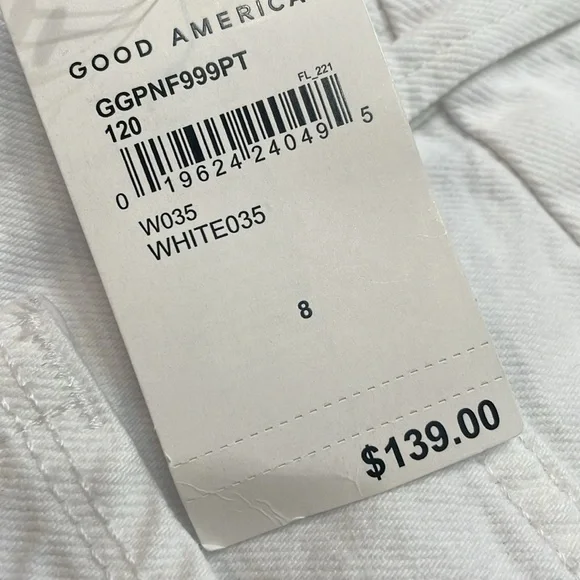 GOOD AMERICA
GGPNF999PT
120
FL_221
0 19624 24049 5
W035
WHITE035
8
$139.00